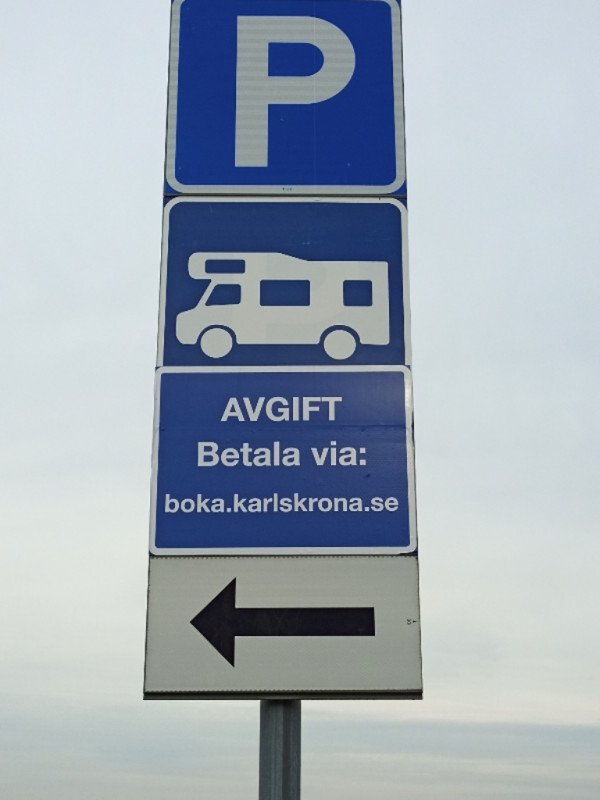 P
AVGIFT
Betala via:
boka.karlskrona.se